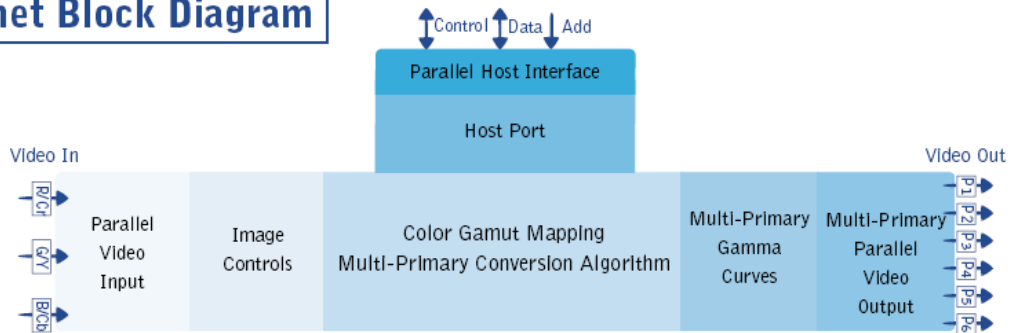 net Block Diagram
Control Data Add
Parallel Host Interface
Host Port
Video In
Video Out
R/Cr
G/Y
B/Cb
Parallel
Video
Input
Image
Controls
Color Gamut Mapping
Multi-Primary Conversion Algorithm
Multi-Primary
Gamma
Curves
Multi-Primary
Parallel
Video
Output
P1
P2
P3
P4
P5
P6